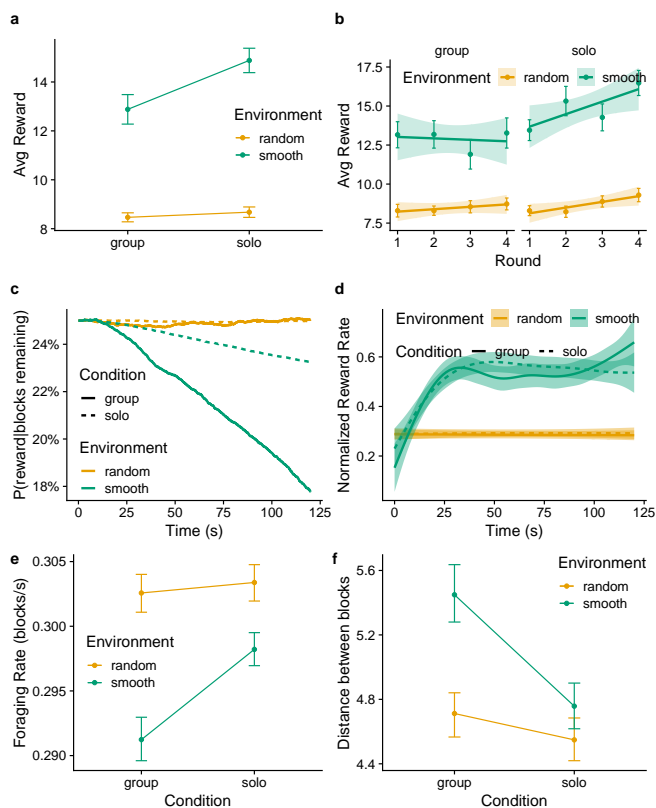 a
Avg Reward
14
12
10
8
group
solo
Environment
random
smooth
b
group
solo
Environment
random
smooth
Avg Reward
17.5
15.0
12.5
10.0
7.5
1
2
3
4
1
2
3
4
Round
c
P(reward|blocks remaining)
24%
22%
20%
18%
Condition
group
solo
Environment
random
smooth
0
25
50
75
100
125
Time (s)
d
Environment
random
smooth
Condition
group
solo
Normalized Reward Rate
0.6
0.4
0.2
0
25
50
75
100
125
Time (s)
e
Foraging Rate (blocks/s)
0.305
0.300
0.295
0.290
Environment
random
smooth
group
solo
Condition
f
Distance between blocks
5.6
5.2
4.8
4.4
Environment
random
smooth
group
solo
Condition